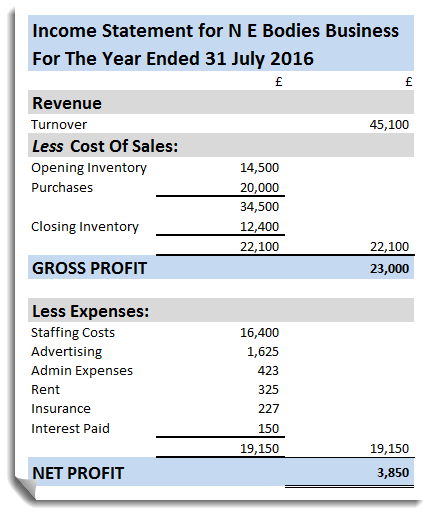 Income Statement for N E Bodies Business
For The Year Ended 31 July 2016
£ £
Revenue
Turnover 45,100
Less Cost Of Sales:
Opening Inventory 14,500
Purchases 20,000
34,500
Closing Inventory 12,400
22,100 22,100
GROSS PROFIT 23,000
Less Expenses:
Staffing Costs 16,400
Advertising 1,625
Admin Expenses 423
Rent 325
Insurance 227
Interest Paid 150
19,150 19,150
NET PROFIT 3,850